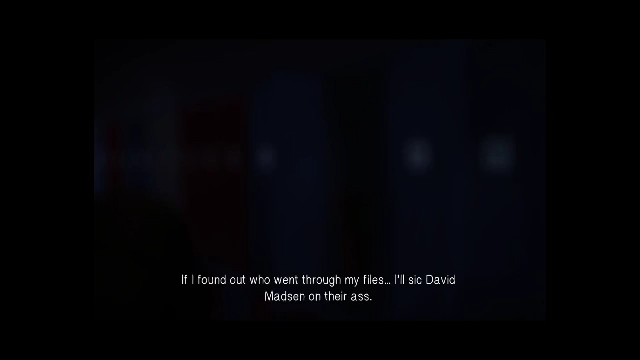 If I found out who went through my files... I'll sic David
Madsen on their ass.